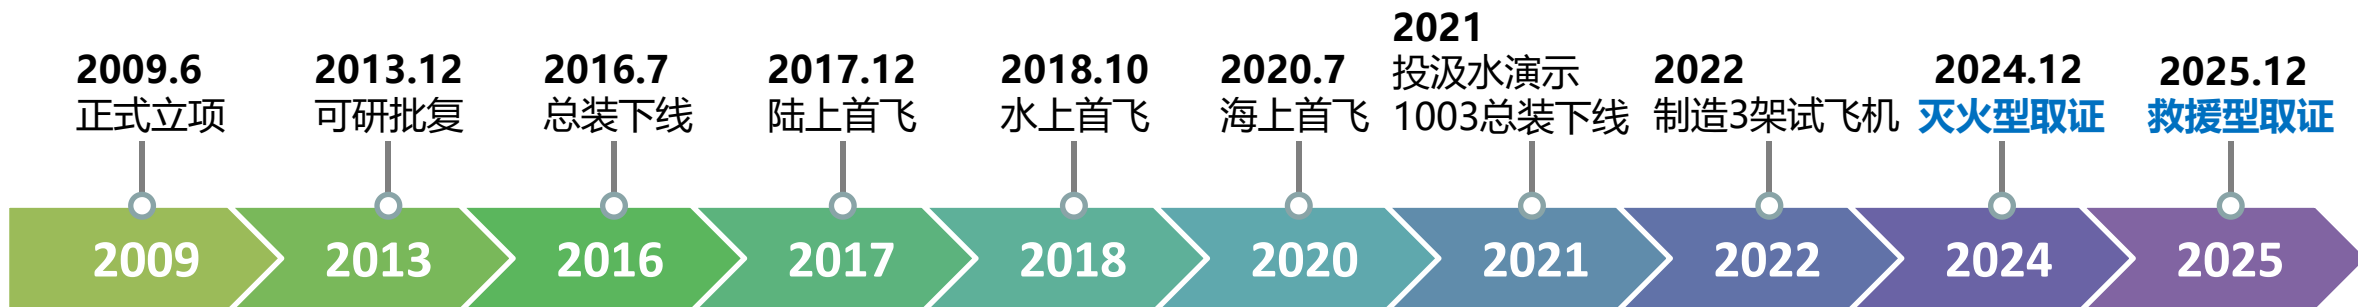 2009.6
正式立项
2013.12
可研批复
2016.7
总装下线
2017.12
陆上首飞
2018.10
水上首飞
2020.7
海上首飞
2021
投汲水演示
1003总装下线
2022
制造3架试飞机
2024.12
灭火型取证
2025.12
救援型取证
2009
2013
2016
2017
2018
2020
2021
2022
2024
2025